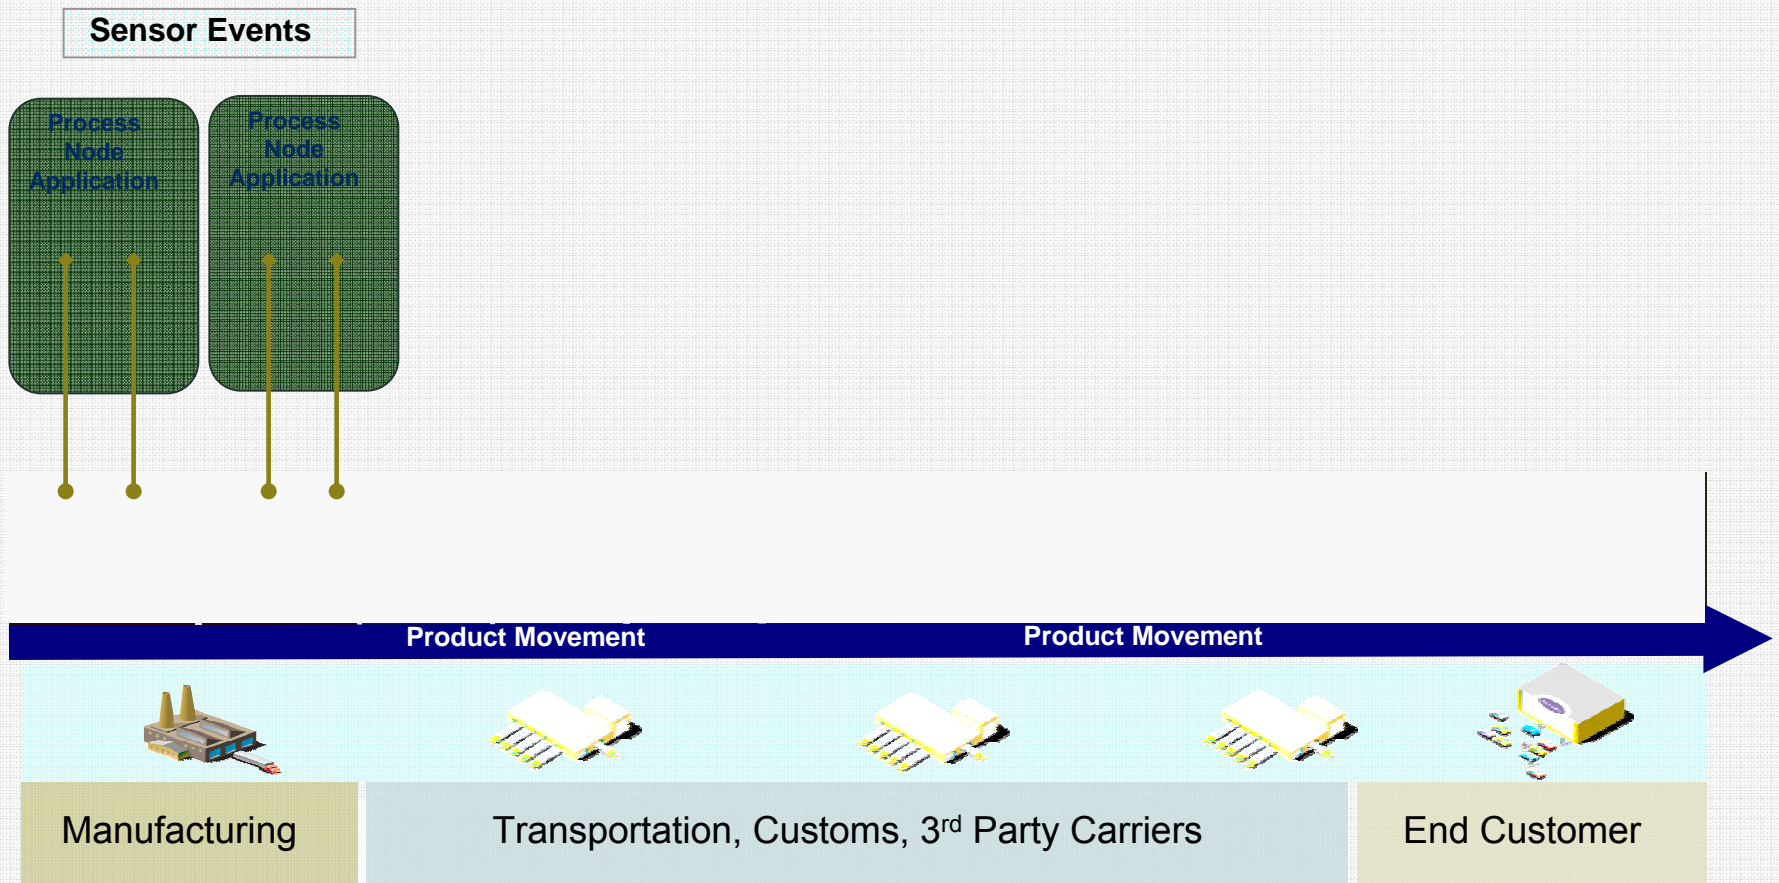 Sensor Events
Process
Node
Application
Process
Node
Application
Product Movement
Product Movement
Manufacturing
Transportation, Customs, 3rd Party Carriers
End Customer